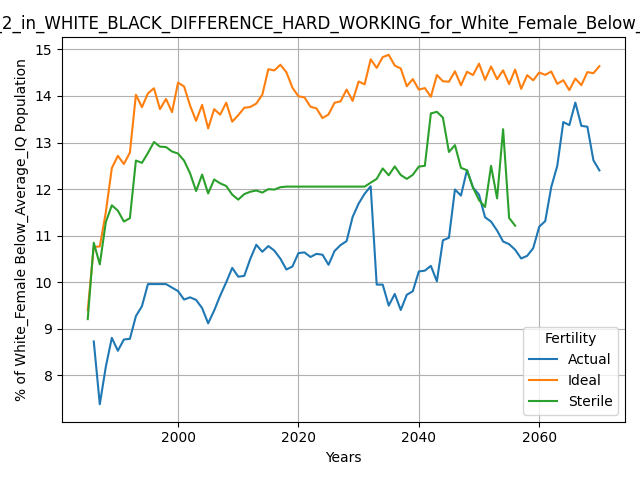 _2_in_WHITE_BLACK_DIFFERENCE_HARD_WORKING_for_White_Female_Below_
% of White_Female Below_Average_IQ Population
15
14
13
12
11
10
9
8
2000
2020
2040
2060
Years
Fertility
Actual
Ideal
Sterile